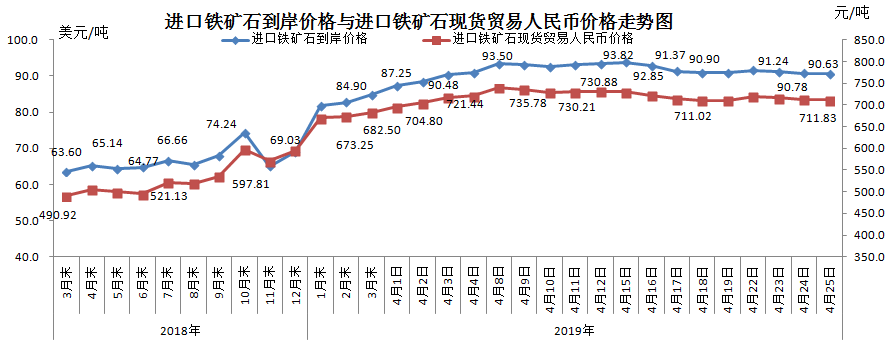 进口铁矿石到岸价格与进口铁矿石现货贸易人民币价格走势图
美元/吨
元/吨
进口铁矿石到岸价格 进口铁矿石现货贸易人民币价格
100.0
90.0
80.0
70.0
60.0
50.0
40.0
850.0
800.0
750.0
700.0
650.0
600.0
550.0
500.0
450.0
400.0
350.0
63.60 65.14 64.77 66.66 74.24 69.03 84.90 87.25 90.48 93.50 93.82 92.85 91.37 90.90 91.24 90.78 90.63
490.92 521.13 597.81 673.25 682.50 704.80 721.44 735.78 730.21 730.88 711.02 711.83
3月末 4月末 5月末 6月末 7月末 8月末 9月末 10月末 11月末 12月末 1月末 2月末 3月末 4月1日 4月2日 4月3日 4月4日 4月8日 4月9日 4月10日 4月11日 4月12日 4月15日 4月16日 4月17日 4月18日 4月19日 4月22日 4月23日 4月24日 4月25日
2018年 2019年